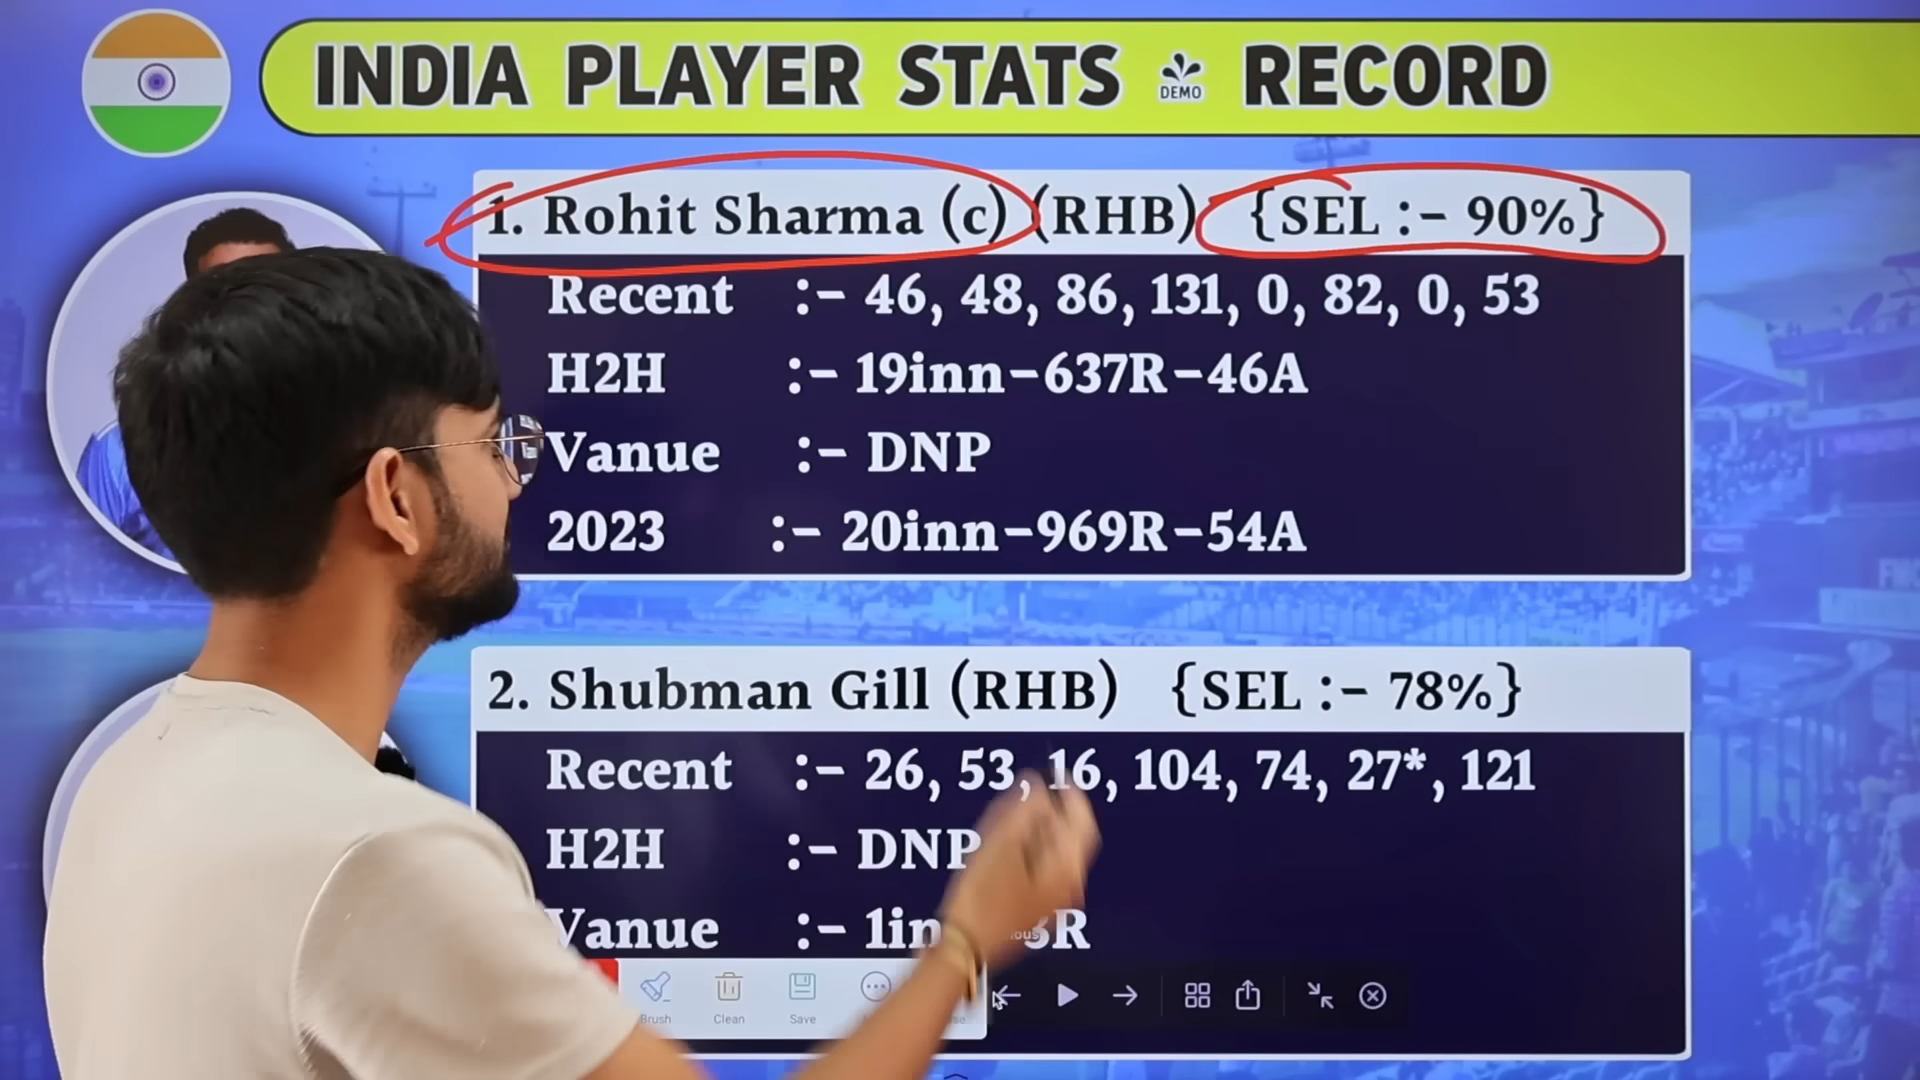 INDIA PLAYER STATS DEMO RECORD
1. Rohit Sharma (c) (RHB) {SEL :- 90%}
Recent :- 46, 48, 86, 131, 0, 82, 0, 53
H2H :- 19inn-637R-46A
Vanue :- DNP
2023 :- 20inn-969R-54A
2. Shubman Gill (RHB) {SEL :- 78%}
Recent :- 26, 53, 16, 104, 74, 27*, 121
H2H :- DNP
Vanue :-
Brush Clean Save